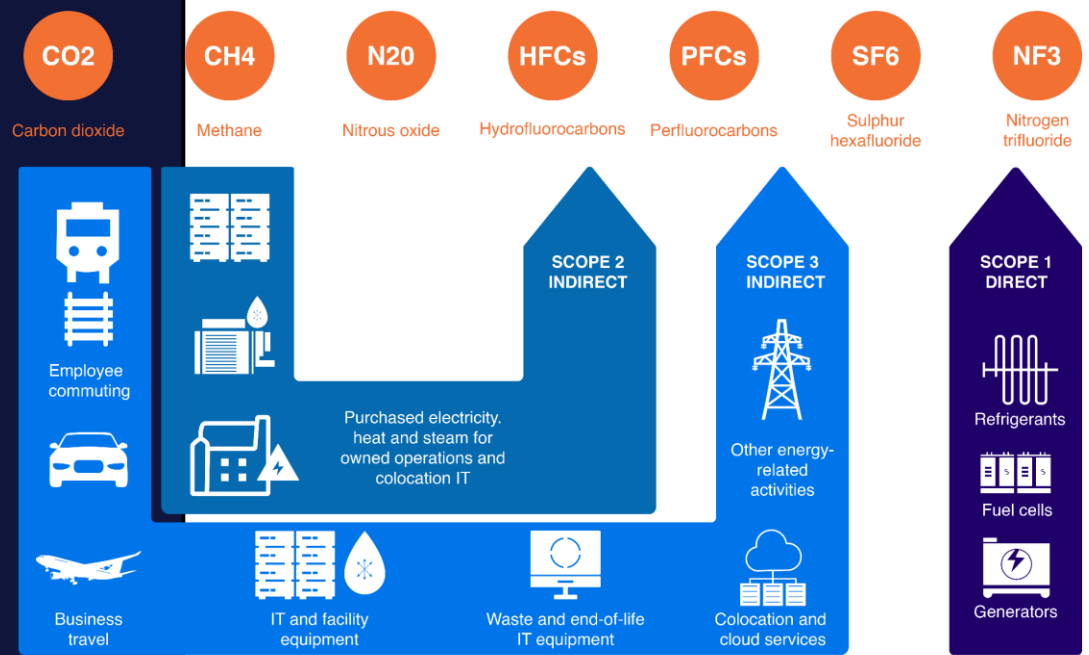 CO2
CH4
N20
HFCs
PFCs
SF6
NF3
Carbon dioxide
Methane
Nitrous oxide
Hydrofluorocarbons
Perfluorocarbons
Sulphur
hexafluoride
Nitrogen
trifluoride
Employee
commuting
Business
travel
Purchased electricity.
heat and steam for
owned operations and
colocation IT
SCOPE 2
INDIRECT
IT and facility
equipment
Waste and end-of-life
IT equipment
SCOPE 3
INDIRECT
Other energy-
related
activities
Colocation and
cloud services
SCOPE 1
DIRECT
Refrigerants
Fuel cells
Generators